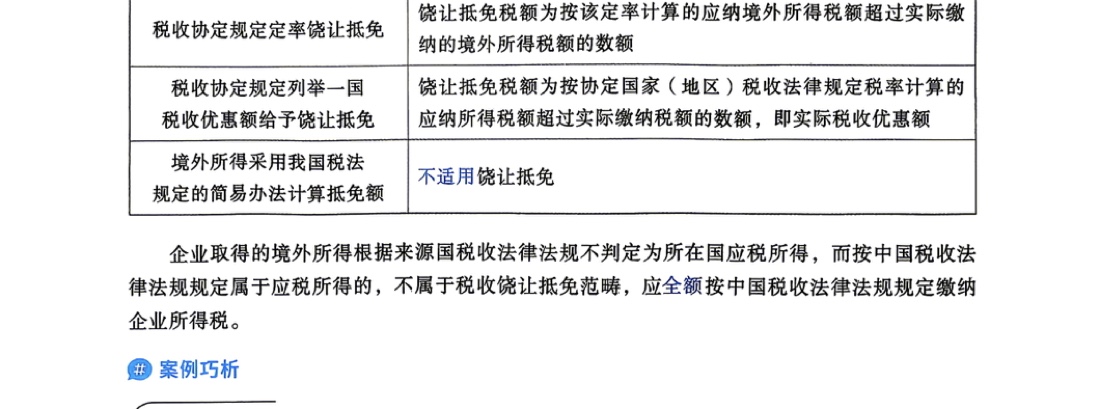 税收协定规定定率饶让抵免
饶让抵免税额为按该定率计算的应纳境外所得税额超过实际缴
纳的境外所得税额的数额
税收协定规定列举一国
税收优惠额给予饶让抵免
饶让抵免税额为按协定国家（地区）税收法律规定税率计算的
应纳所得税额超过实际缴纳税额的数额，即实际税收优惠额
境外所得采用我国税法
规定的简易办法计算抵免额
不适用饶让抵免
企业取得的境外所得根据来源国税收法律法规不判定为所在国应税所得，而按中国税收法
律法规规定属于应税所得的，不属于税收饶让抵免范畴，应全额按中国税收法律法规规定缴纳
企业所得税。
# 案例巧析